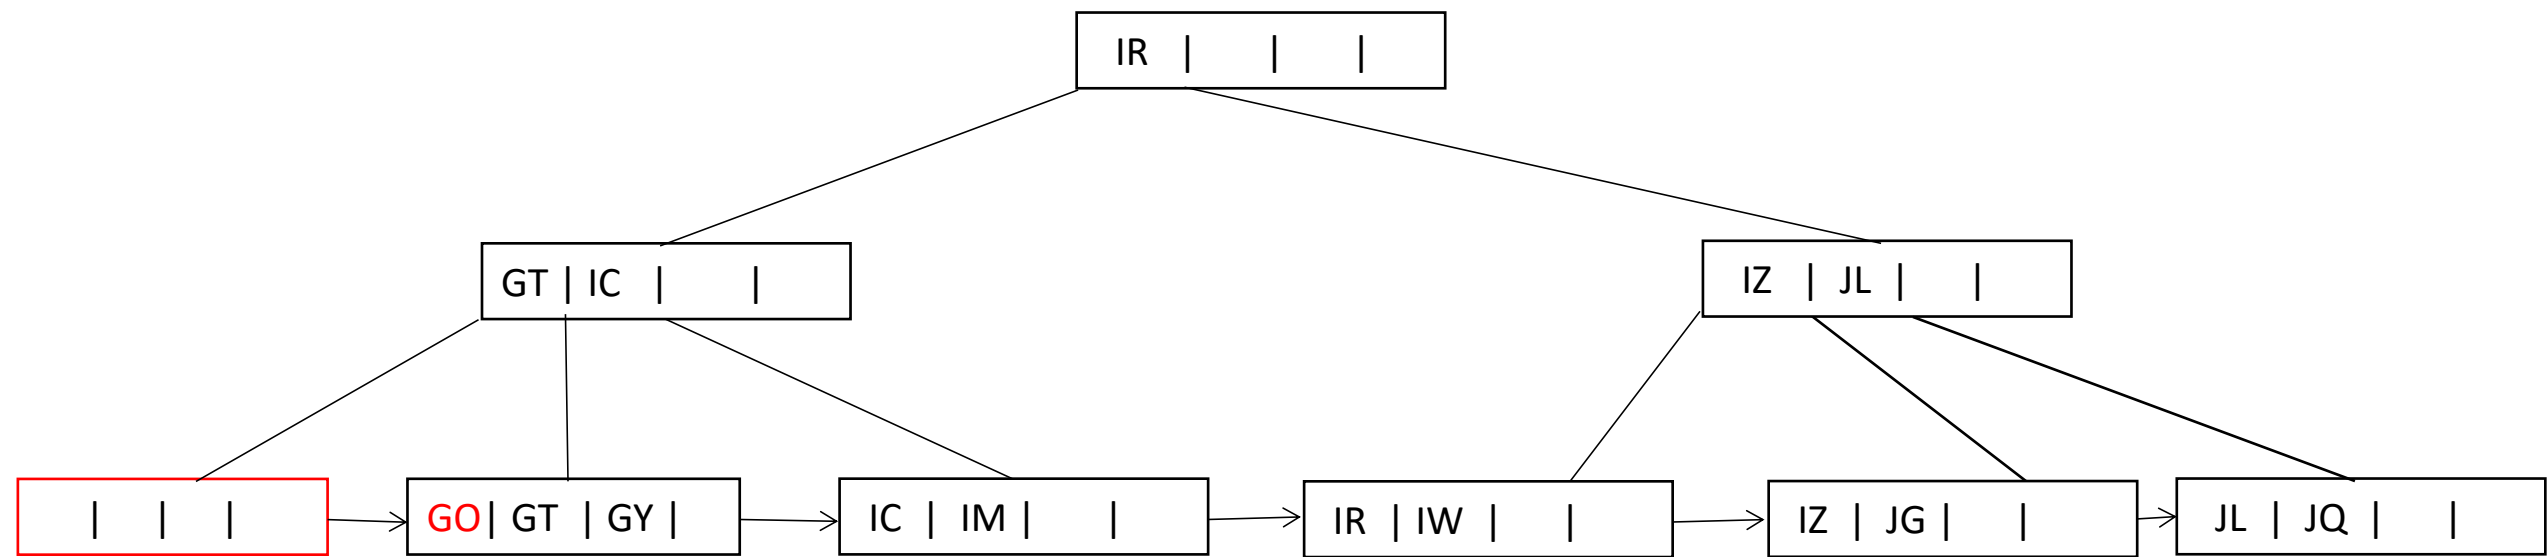 IR | | |
GT | IC | |
IZ | JL | |
| | |
GO | GT | GY |
IC | IM | |
IR | IW | |
IZ | JG | |
JL | JQ | |